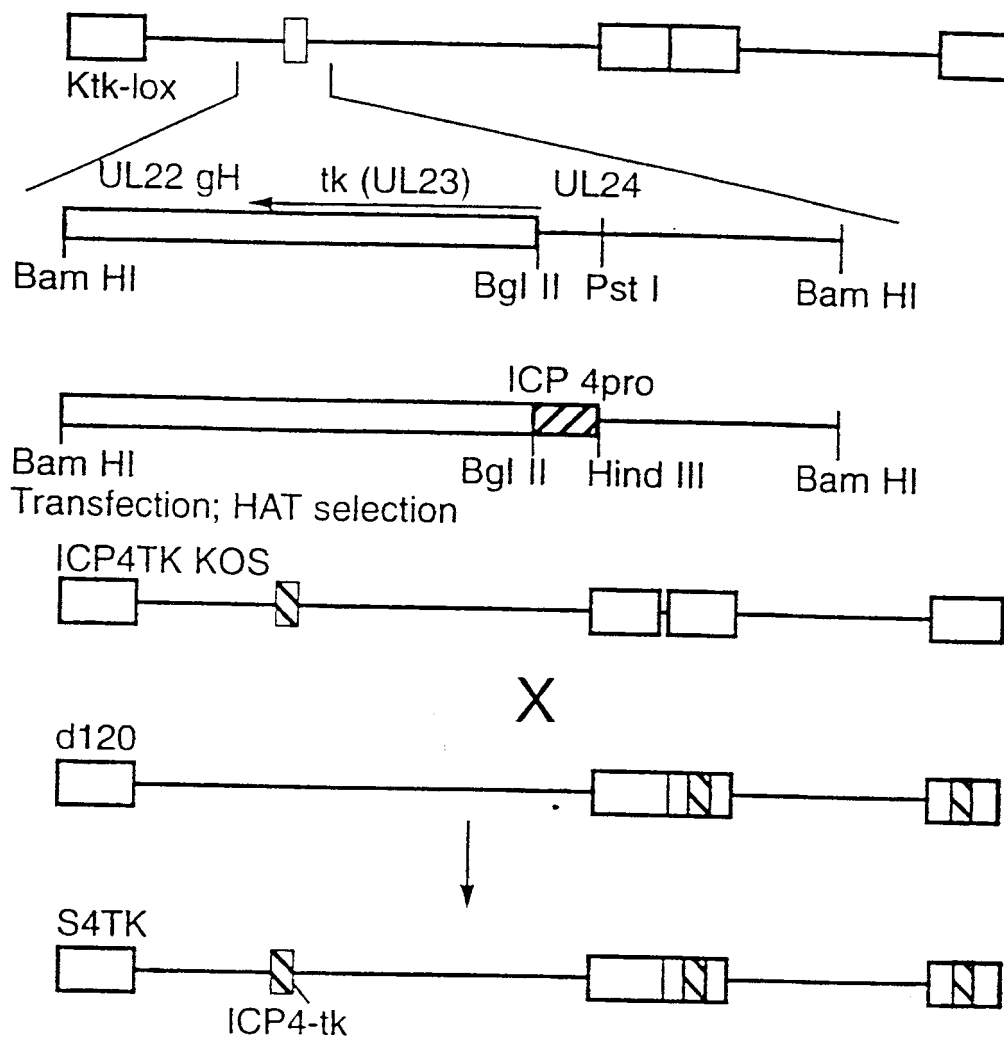 Ktk-lox
UL22 gH tk (UL23) UL24
Bam HI Bgl II Pst I Bam HI
ICP 4pro
Bam HI Bgl II Hind III Bam HI
Transfection; HAT selection
ICP4TK KOS
X
d120
S4TK
ICP4-tk